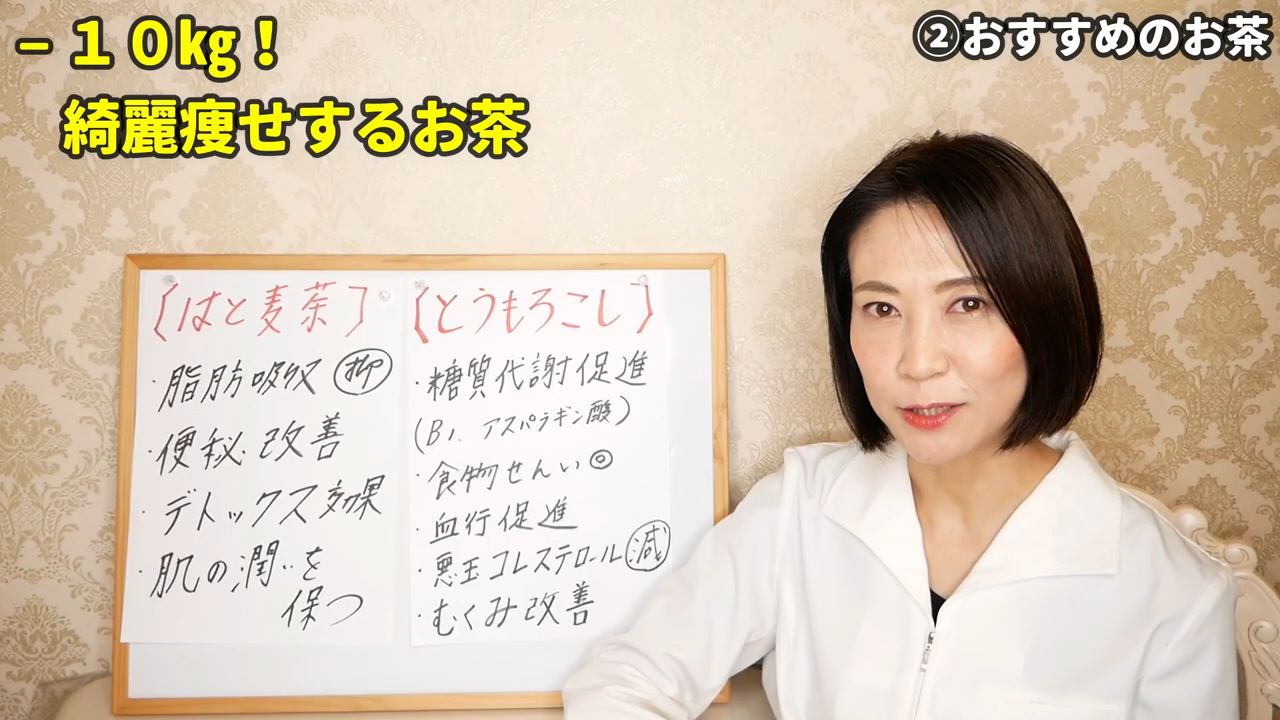 −10㎏！
綺麗痩せするお茶
②おすすめのお茶
〔はと麦茶〕
・脂肪吸収 抑
・便秘改善
・デトックス効果
・肌の潤いを
保つ
〔とうもろこし〕
・糖質代謝促進
(B1、アスパラギン酸)
・食物せんい◎
・血行促進
・悪玉コレステロール 減
・むくみ改善